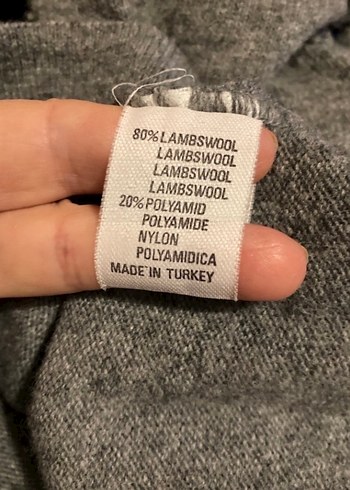 80% LAMBSWOOL
LAMBSWOOL
LAMBSWOOL
LAMBSWOOL
20% POLYAMID
POLYAMIDE
NYLON
POLYAMIDICA
MADE IN TURKEY